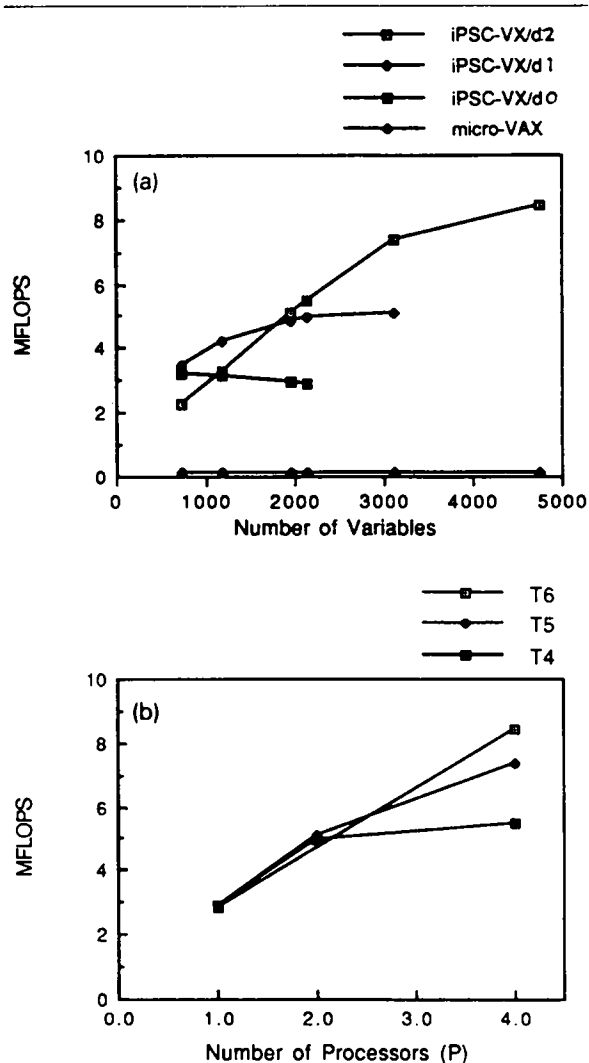 iPSC-VX/d2
iPSC-VX/d1
iPSC-VX/d0
micro-VAX
(a)
10
8
6
4
2
0
MFLOPS
0 1000 2000 3000 4000 5000
Number of Variables
T6
T5
T4
(b)
10
8
6
4
2
0
MFLOPS
0.0 1.0 2.0 3.0 4.0
Number of Processors (P)